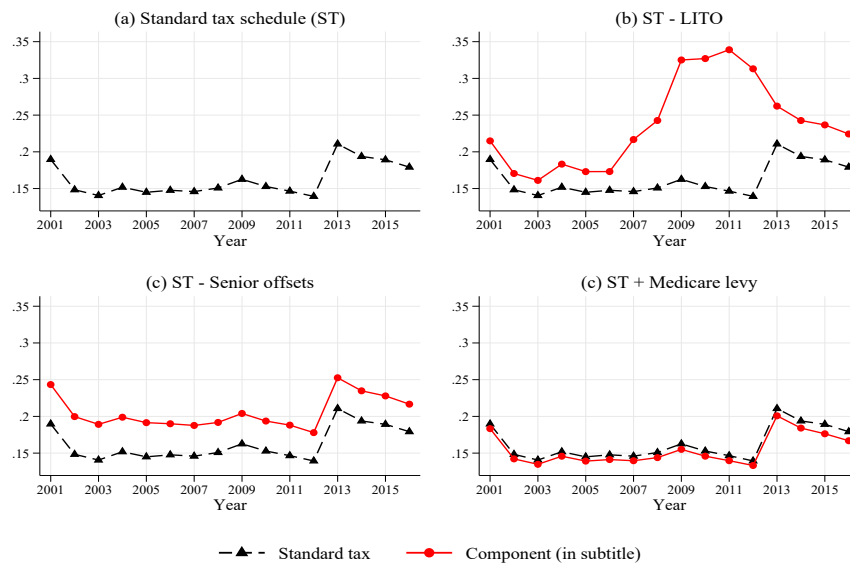 (a) Standard tax schedule (ST)
.35
.3
.25
.2
.15
2001 2003 2005 2007 2009 2011 2013 2015
Year
(b) ST - LITO
.35
.3
.25
.2
.15
2001 2003 2005 2007 2009 2011 2013 2015
Year
(c) ST - Senior offsets
.35
.3
.25
.2
.15
2001 2003 2005 2007 2009 2011 2013 2015
Year
(c) ST + Medicare levy
.35
.3
.25
.2
.15
2001 2003 2005 2007 2009 2011 2013 2015
Year
Standard tax Component (in subtitle)